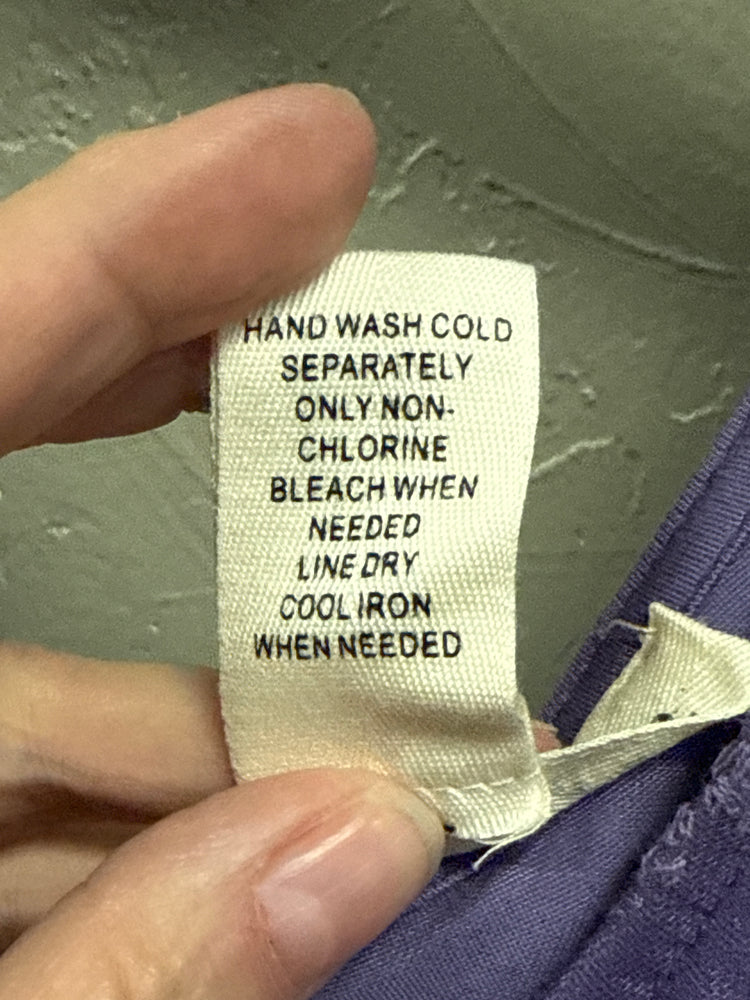 HAND WASH COLD
SEPARATELY
ONLY NON-
CHLORINE
BLEACH WHEN
NEEDED
LINE DRY
COOL IRON
WHEN NEEDED